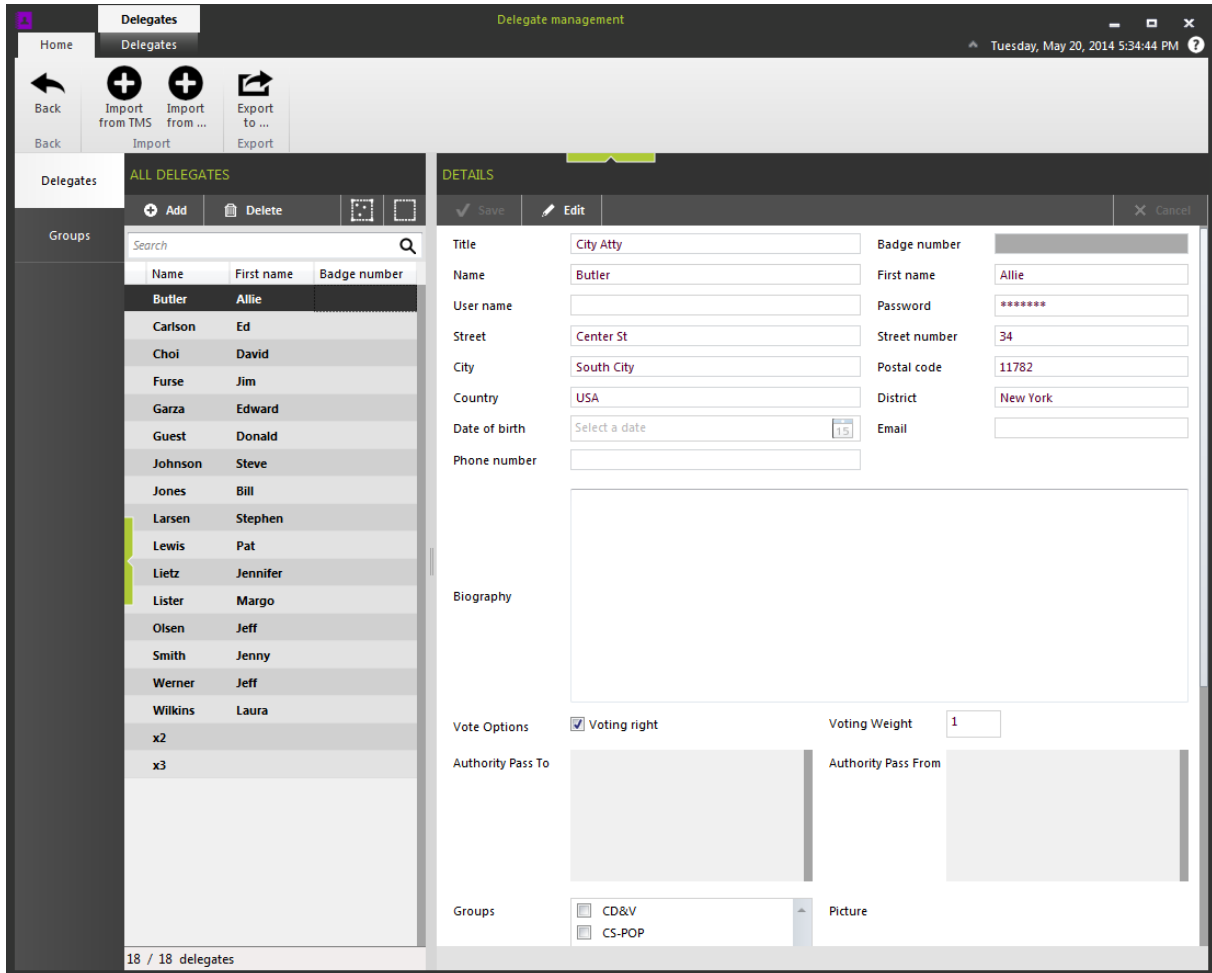 Delegates Delegate management
Home Delegates Tuesday, May 20, 2014 5:34:44 PM ?
Back Import from TMS Import from ... Export to ...
Back Import Export
Delegates
Groups
ALL DELEGATES
Add Delete
Search
Name First name Badge number
Butler Allie
Carlson Ed
Choi David
Furse Jim
Garza Edward
Guest Donald
Johnson Steve
Jones Bill
Larsen Stephen
Lewis Pat
Lietz Jennifer
Lister Margo
Olsen Jeff
Smith Jenny
Werner Jeff
Wilkins Laura
x2
x3
18 / 18 delegates
DETAILS
Save Edit Cancel
Title City Atty Badge number
Name Butler First name Allie
User name Password *******
Street Center St Street number 34
City South City Postal code 11782
Country USA District New York
Date of birth Select a date 15 Email
Phone number
Biography
Vote Options Voting right Voting Weight 1
Authority Pass To Authority Pass From
Groups CD&V Picture
CS-POP